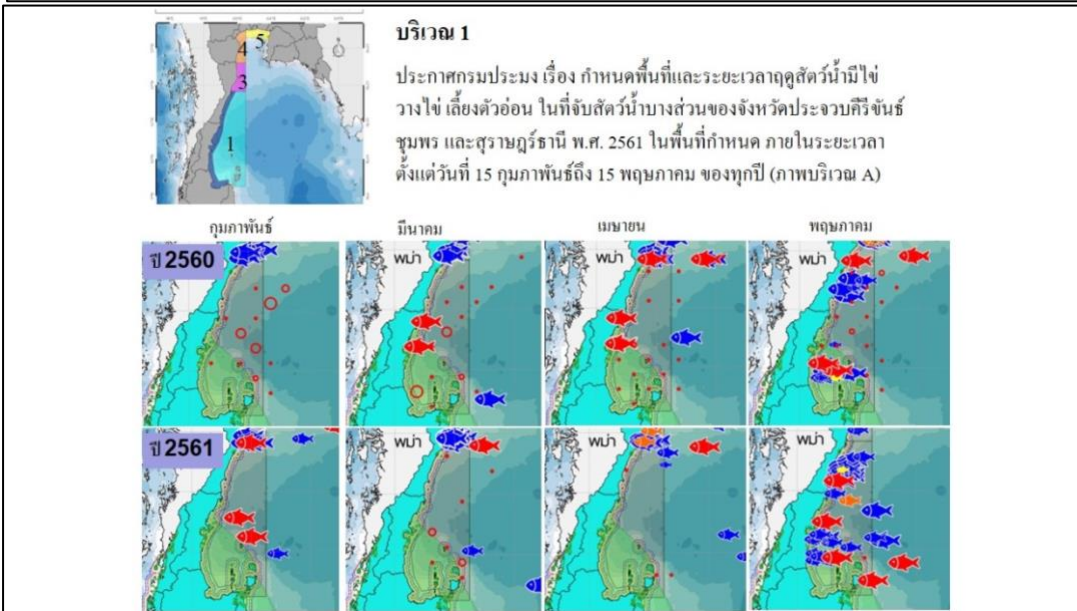 บริเวณ 1
ประกาศกรมประมง เรื่อง กำหนดพื้นที่และระยะเวลาฤดูสัตว์น้ำมีไข่
วางไข่ เลี้ยงตัวอ่อน ในที่จับสัตว์น้ำบางส่วนของจังหวัดประจวบคีรีขันธ์
ชุมพร และสุราษฎร์ธานี พ.ศ. 2561 ในพื้นที่กำหนด ภายในระยะเวลา
ตั้งแต่วันที่ 15 กุมภาพันธ์ถึง 15 พฤษภาคม ของทุกปี (ภาพบริเวณ A)
5
4
3
1
กุมภาพันธ์ มีนาคม เมษายน พฤษภาคม
ปี 2560 พม่า พม่า พม่า
ปี 2561 พม่า พม่า พม่า